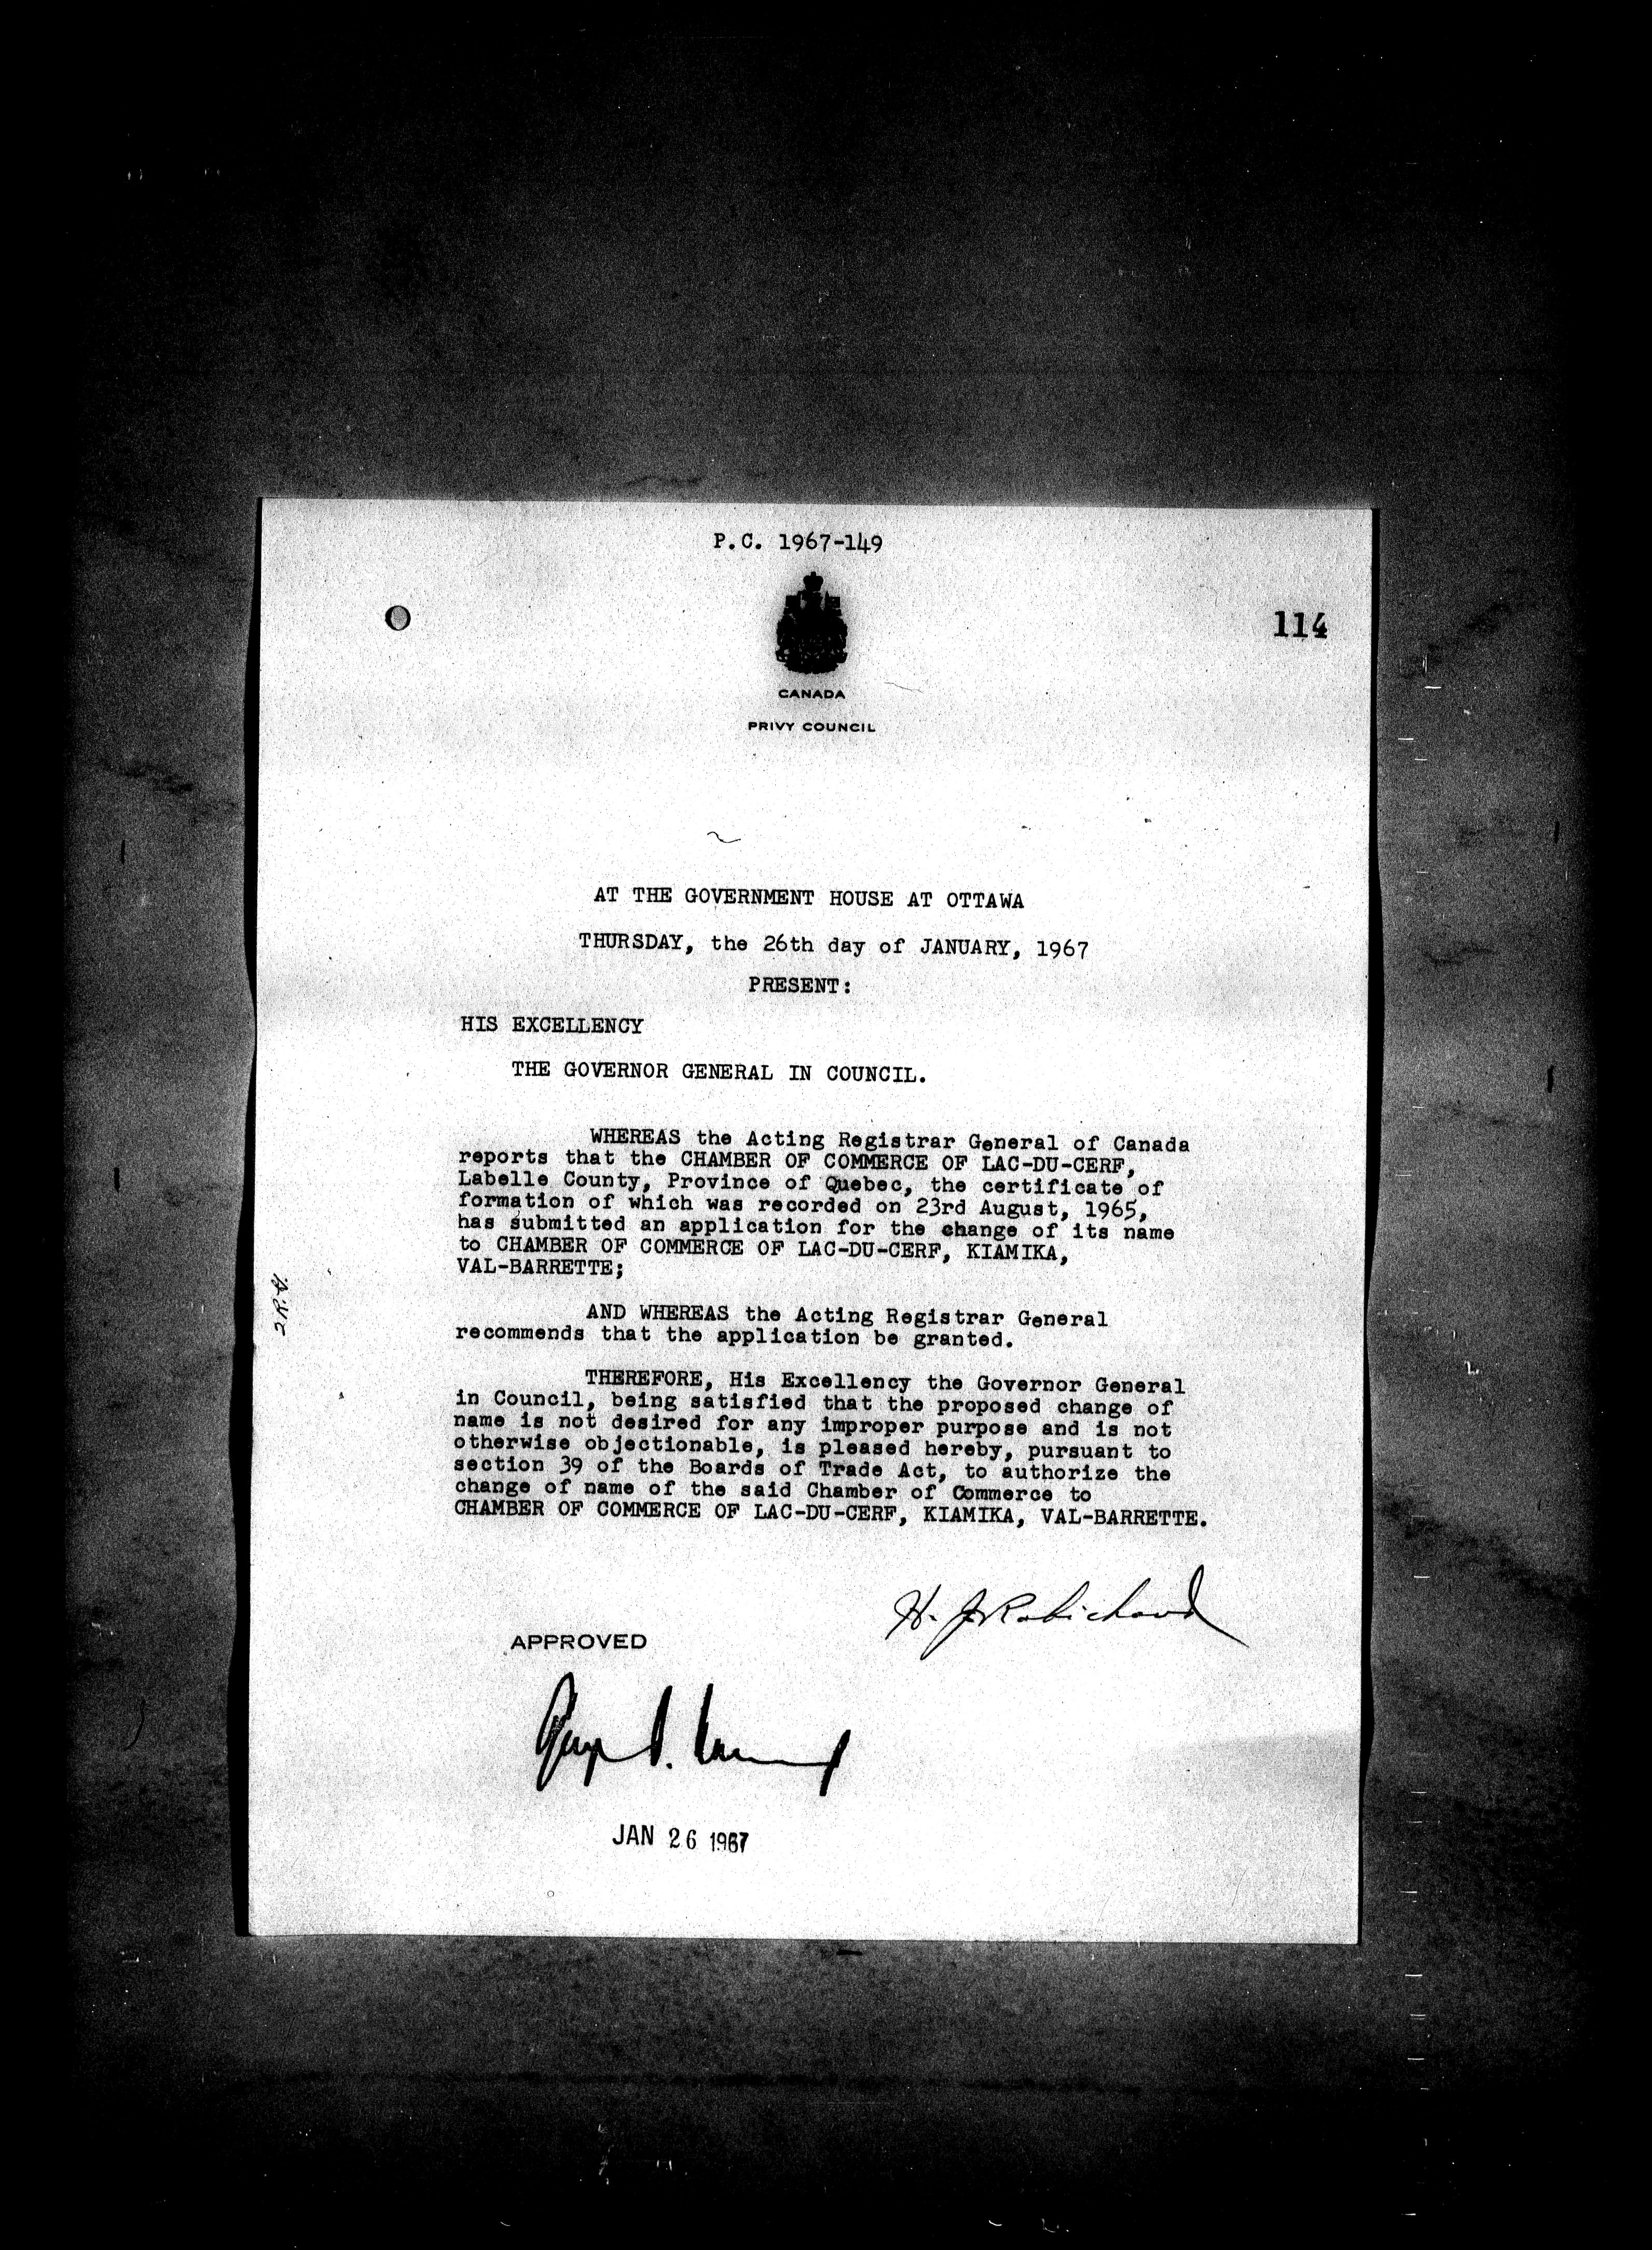 P.C. 1967-149
114
CANADA
PRIVY COUNCIL
AT THE GOVERNMENT HOUSE AT OTTAWA
THURSDAY, the 26th day of JANUARY, 1967
PRESENT:
HIS EXCELLENCY
THE GOVERNOR GENERAL IN COUNCIL.
WHEREAS the Acting Registrar General of Canada
reports that the CHAMBER OF COMMERCE OF LAC-DU-CERF,
Labelle County, Province of Quebec, the certificate of
formation of which was recorded on 23rd August, 1965,
has submitted an application for the change of its name
to CHAMBER OF COMMERCE OF LAC-DU-CERF, KIAMIKA,
VAL-BARRETTE;
AND WHEREAS the Acting Registrar General
recommends that the application be granted.
THEREFORE, His Excellency the Governor General
in Council, being satisfied that the proposed change of
name is not desired for any improper purpose and is not
otherwise objectionable, is pleased hereby, pursuant to
section 39 of the Boards of Trade Act, to authorize the
change of name of the said Chamber of Commerce to
CHAMBER OF COMMERCE OF LAC-DU-CERF, KIAMIKA, VAL-BARRETTE.
H. J. Robichaud
APPROVED
JAN 26 1967